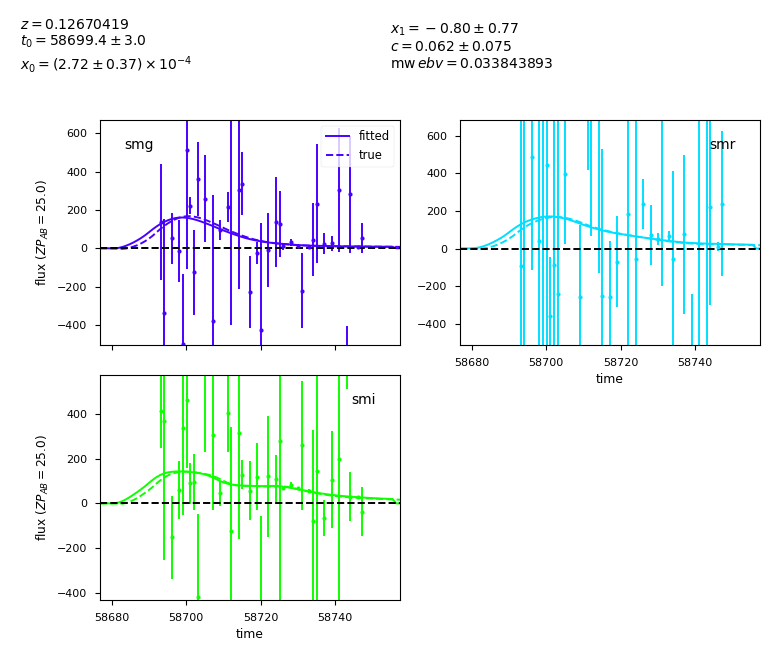 z = 0.12670419
t₀ = 58699.4 ± 3.0
x₀ = (2.72 ± 0.37) × 10⁻⁴
x₁ = −0.80 ± 0.77
c = 0.062 ± 0.075
mw ebv = 0.033843893
smg
fitted
true
600
400
200
0
−200
−400
flux (ZP_AB = 25.0)
smr
600
400
200
0
−200
−400
58680 58700 58720 58740
time
smi
400
200
0
−200
−400
flux (ZP_AB = 25.0)
58680 58700 58720 58740
time